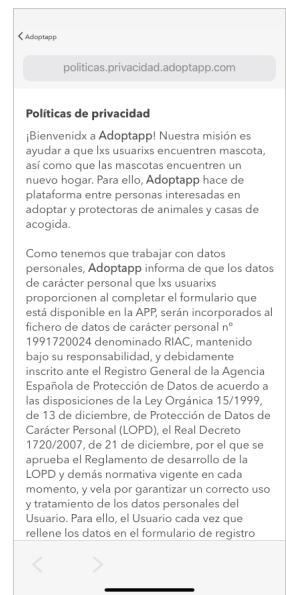 Adoptapp
politicas.privacidad.adoptapp.com
Políticas de privacidad
¡Bienvenidx a Adoptapp! Nuestra misión es
ayudar a que lxs usuarixs encuentren mascota,
así como que las mascotas encuentren un
nuevo hogar. Para ello, Adoptapp hace de
plataforma entre personas interesadas en
adoptar y protectoras de animales y casas de
acogida.
Como tenemos que trabajar con datos
personales, Adoptapp informa de que los datos
de carácter personal que lxs usuarixs
proporcionen al completar el formulario que
está disponible en la APP, serán incorporados al
fichero de datos de carácter personal nº
1991720024 denominado RIAC, mantenido
bajo su responsabilidad, y debidamente
inscrito ante el Registro General de la Agencia
Española de Protección de Datos de acuerdo a
las disposiciones de la Ley Orgánica 15/1999,
de 13 de diciembre, de Protección de Datos de
Carácter Personal (LOPD), el Real Decreto
1720/2007, de 21 de diciembre, por el que se
aprueba el Reglamento de desarrollo de la
LOPD y demás normativa vigente en cada
momento, y vela por garantizar un correcto uso
y tratamiento de los datos personales del
Usuario. Para ello, el Usuario cada vez que
rellene los datos en el formulario de registro